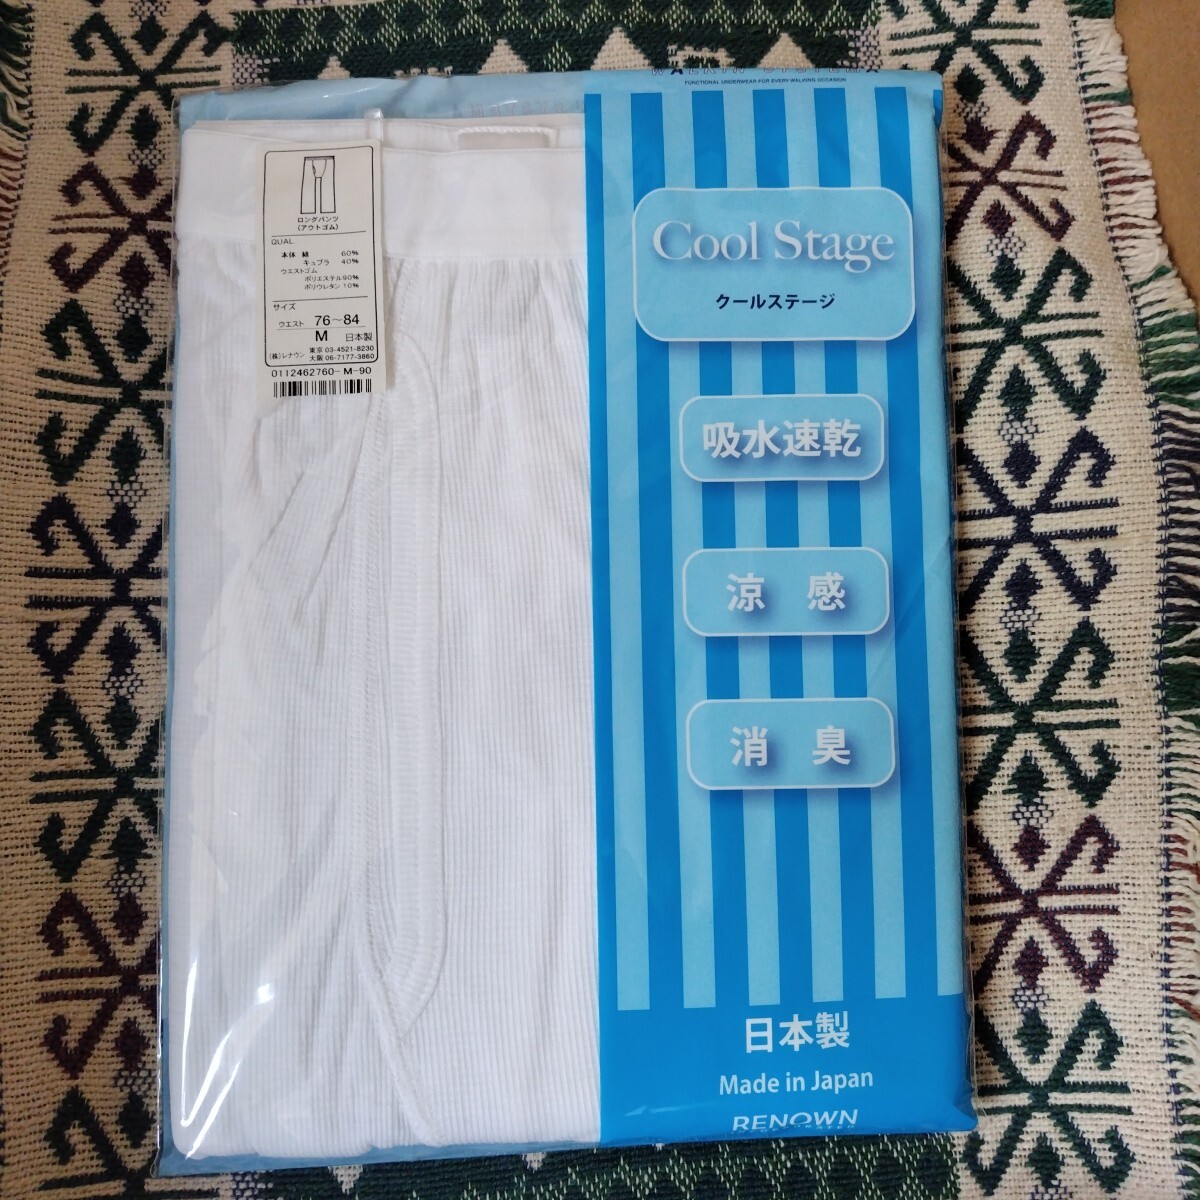 FUNCTIONAL UNDERWEAR FOR EVERY WALKING OCCASION
Cool Stage
クールステージ
吸水速乾
涼感
消臭
日本製
Made in Japan
RENOWN
ロングパンツ
(アウトゴム)
QUAL
本体 綿 60%
キュプラ 40%
ウエストゴム
ポリエステル90%
ポリウレタン 10%
サイズ
ウエスト 76~84
M 日本製
(株)レナウン 東京 03-4521-8230
大阪 06-7177-3860
0112462760-M-90